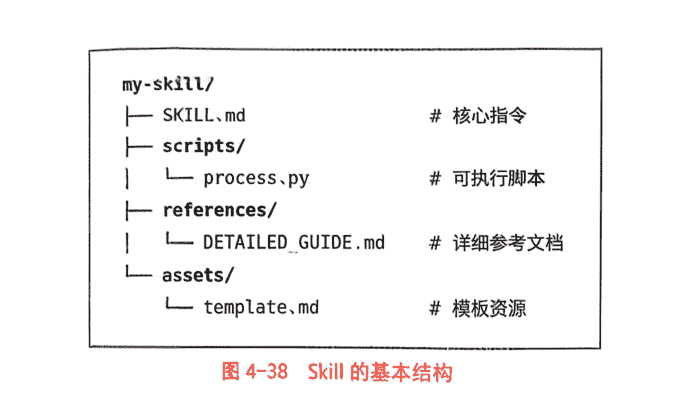 my-skill/
├── SKILL.md # 核心指令
├── scripts/
│ └── process.py # 可执行脚本
├── references/
│ └── DETAILED_GUIDE.md # 详细参考文档
└── assets/
└── template.md # 模板资源
图 4-38 Skill 的基本结构